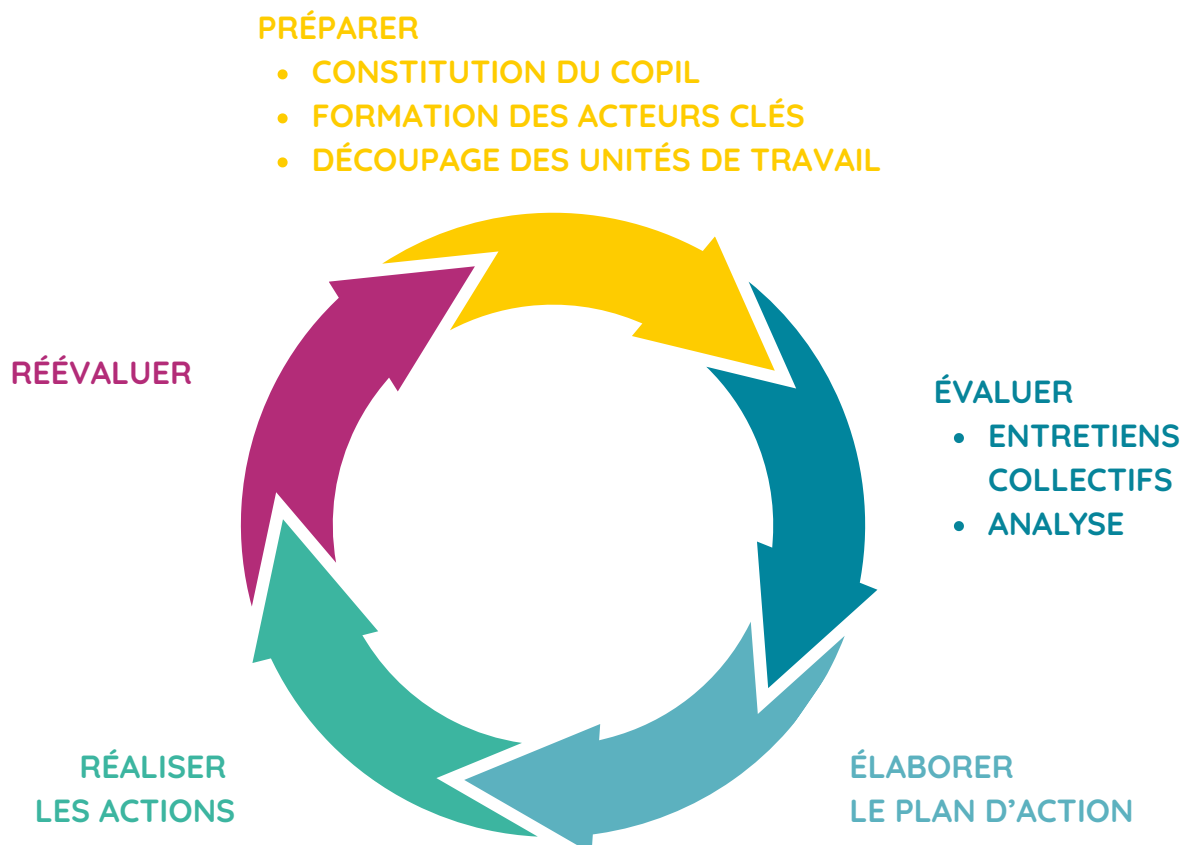 PRÉPARER
• CONSTITUTION DU COPIL
• FORMATION DES ACTEURS CLÉS
• DÉCOUPAGE DES UNITÉS DE TRAVAIL
ÉVALUER
• ENTRETIENS
COLLECTIFS
• ANALYSE
ÉLABORER
LE PLAN D’ACTION
RÉALISER
LES ACTIONS
RÉÉVALUER